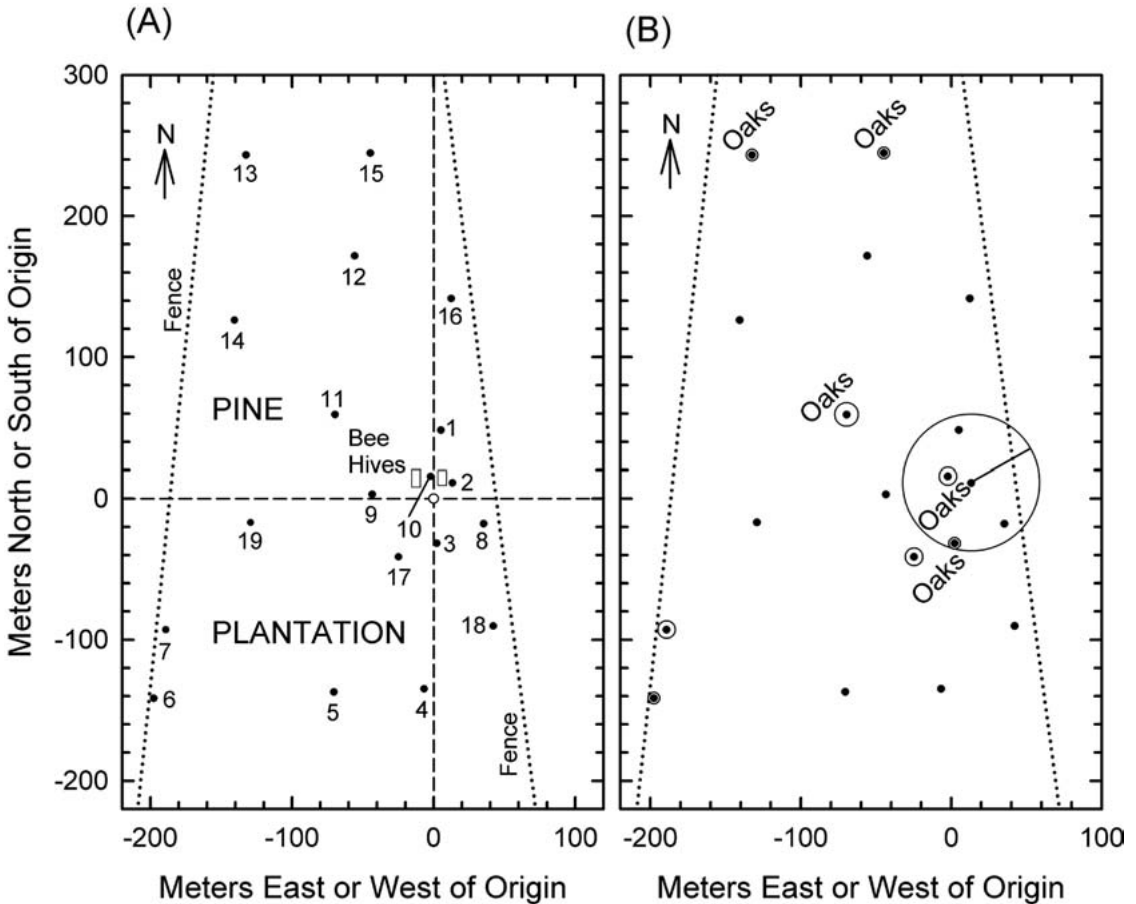 (A)
(B)
Meters North or South of Origin
300
200
100
0
-100
-200
N
13
15
12
16
14
Fence
11
PINE
1
Bee
Hives
2
9
10
3
8
19
17
PLANTATION
18
7
6
5
4
Fence
-200
-100
0
100
Meters East or West of Origin
N
Oaks
Oaks
Oaks
Oaks
Oaks
-200
-100
0
100
Meters East or West of Origin